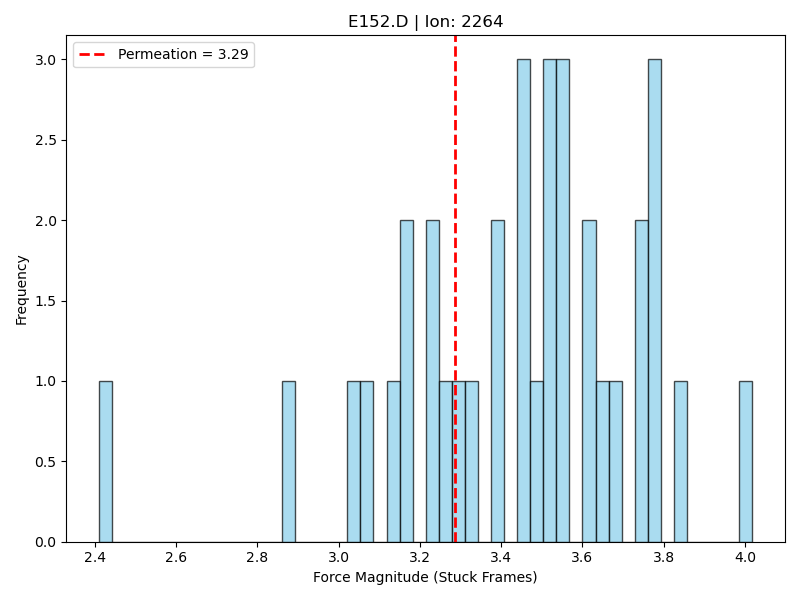 E152.D | Ion: 2264
Permeation = 3.29
3.0
2.5
2.0
1.5
1.0
0.5
0.0
Frequency
2.4 2.6 2.8 3.0 3.2 3.4 3.6 3.8 4.0
Force Magnitude (Stuck Frames)